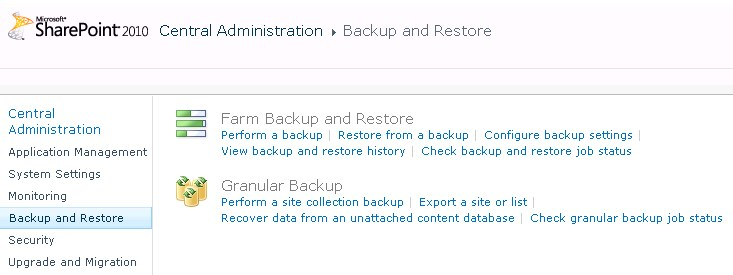 Microsoft®
SharePoint 2010 Central Administration ▸ Backup and Restore
Central
Administration
Application Management
System Settings
Monitoring
Backup and Restore
Security
Upgrade and Migration
Farm Backup and Restore
Perform a backup | Restore from a backup | Configure backup settings |
View backup and restore history | Check backup and restore job status
Granular Backup
Perform a site collection backup | Export a site or list |
Recover data from an unattached content database | Check granular backup job status